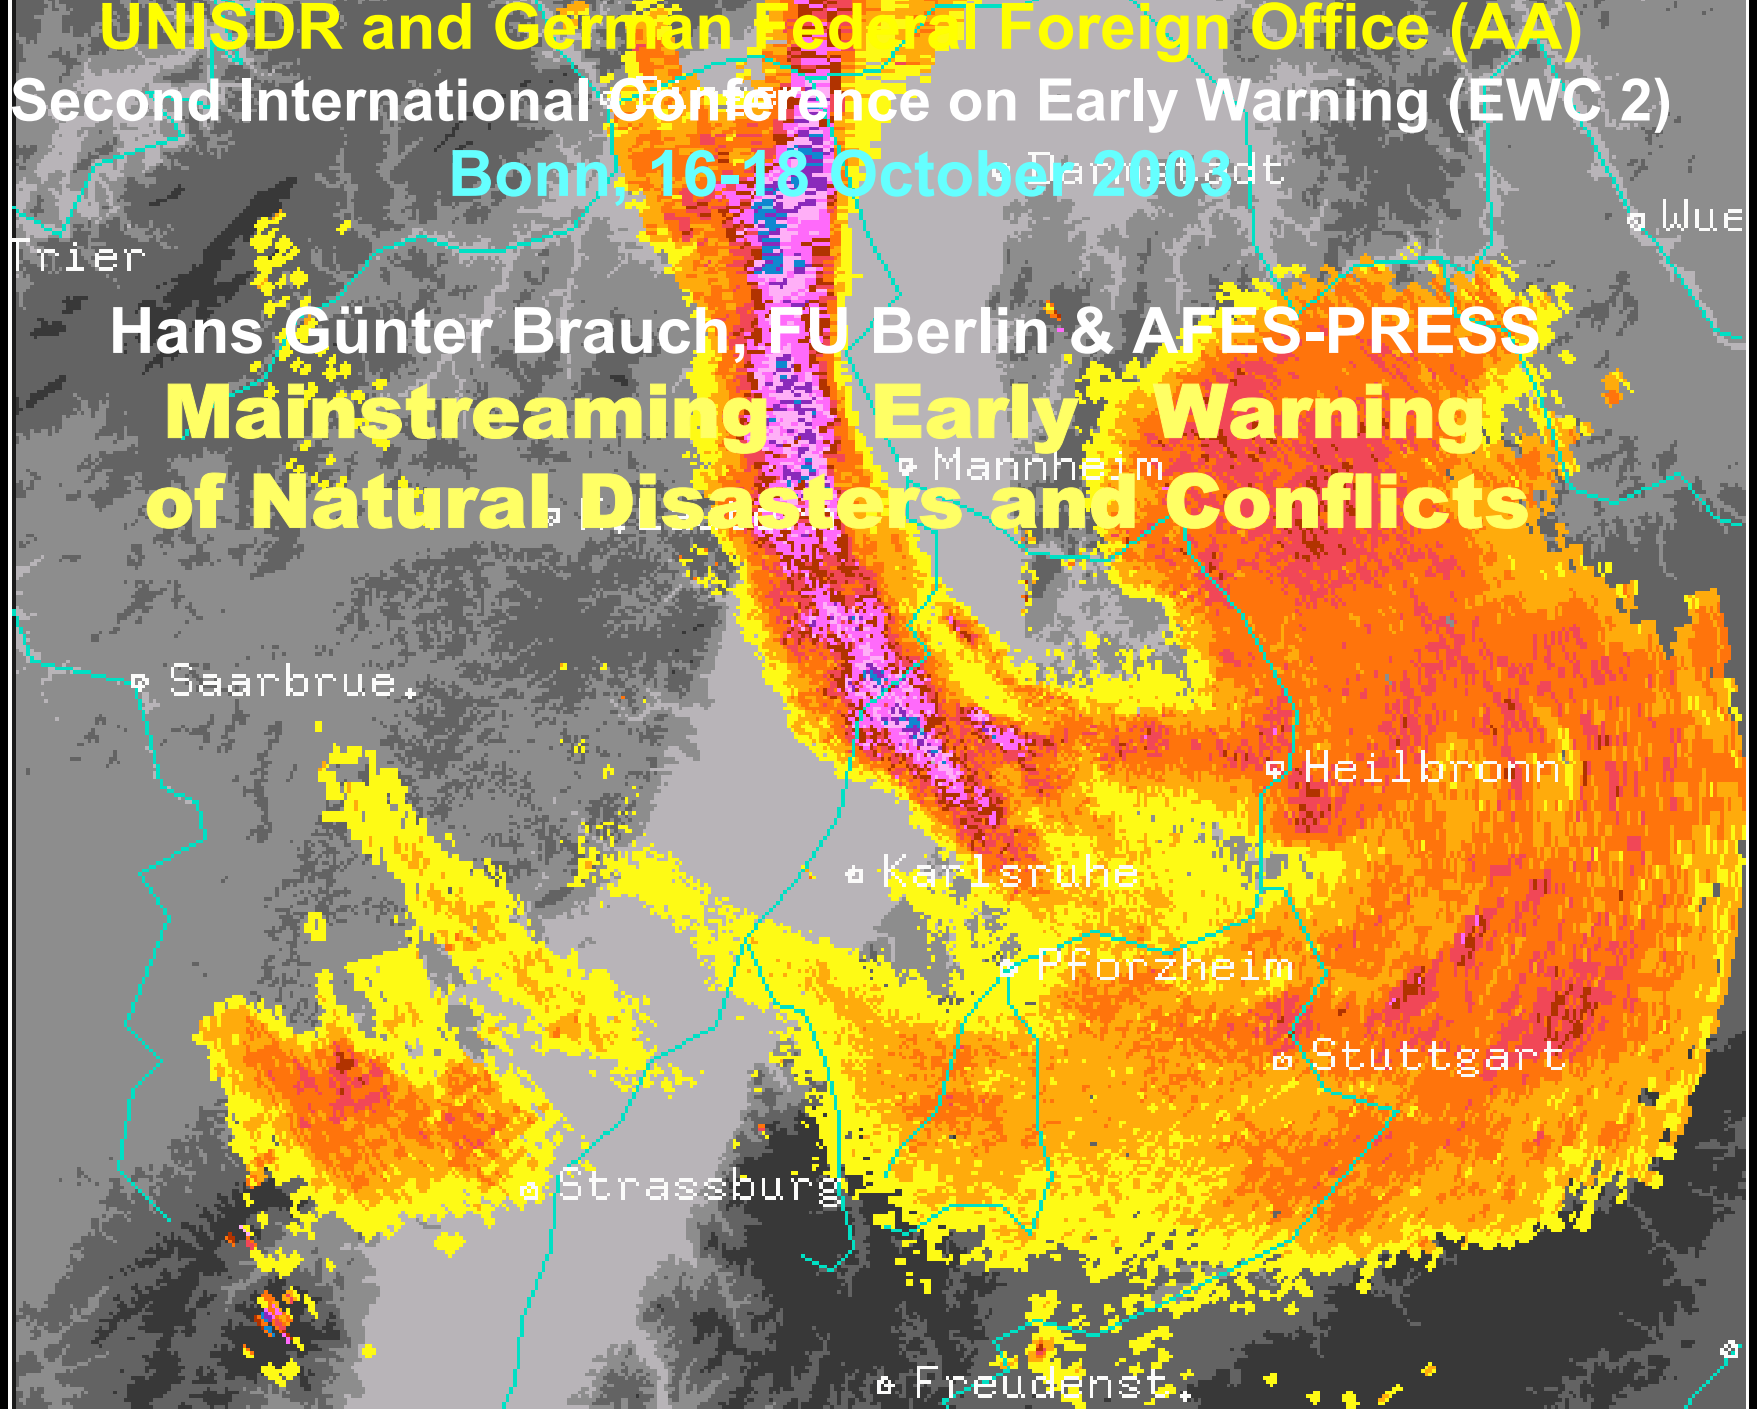 UNISDR and German Federal Foreign Office (AA)
Second International Conference on Early Warning (EWC 2)
Bonn, 16-18 October 2003
Darmstadt
Wue
Trier
Hans Günter Brauch, FU Berlin & AFES-PRESS
Mainstreaming Early Warning
Mannheim
of Natural Disasters and Conflicts
Saarbrue.
Heilbronn
Karlsruhe
Pforzheim
Stuttgart
Strassburg
Freudenst.